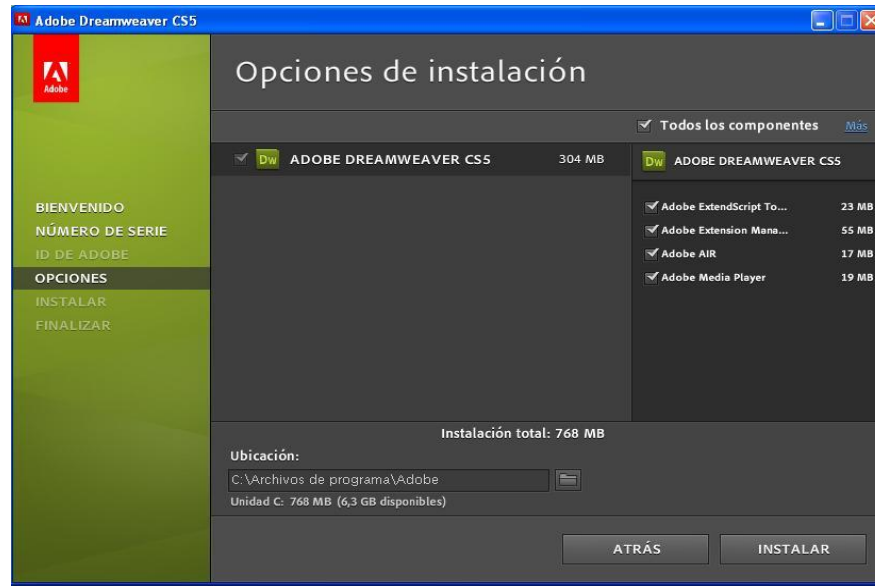 Adobe Dreamweaver CS5
Adobe
Opciones de instalación
Todos los componentes Más
Dw ADOBE DREAMWEAVER CS5 304 MB
Dw ADOBE DREAMWEAVER CS5
BIENVENIDO
NÚMERO DE SERIE
ID DE ADOBE
OPCIONES
INSTALAR
FINALIZAR
Adobe ExtendScript To... 23 MB
Adobe Extension Mana... 55 MB
Adobe AIR 17 MB
Adobe Media Player 19 MB
Instalación total: 768 MB
Ubicación:
C:\Archivos de programa\Adobe
Unidad C: 768 MB (6,3 GB disponibles)
ATRÁS INSTALAR